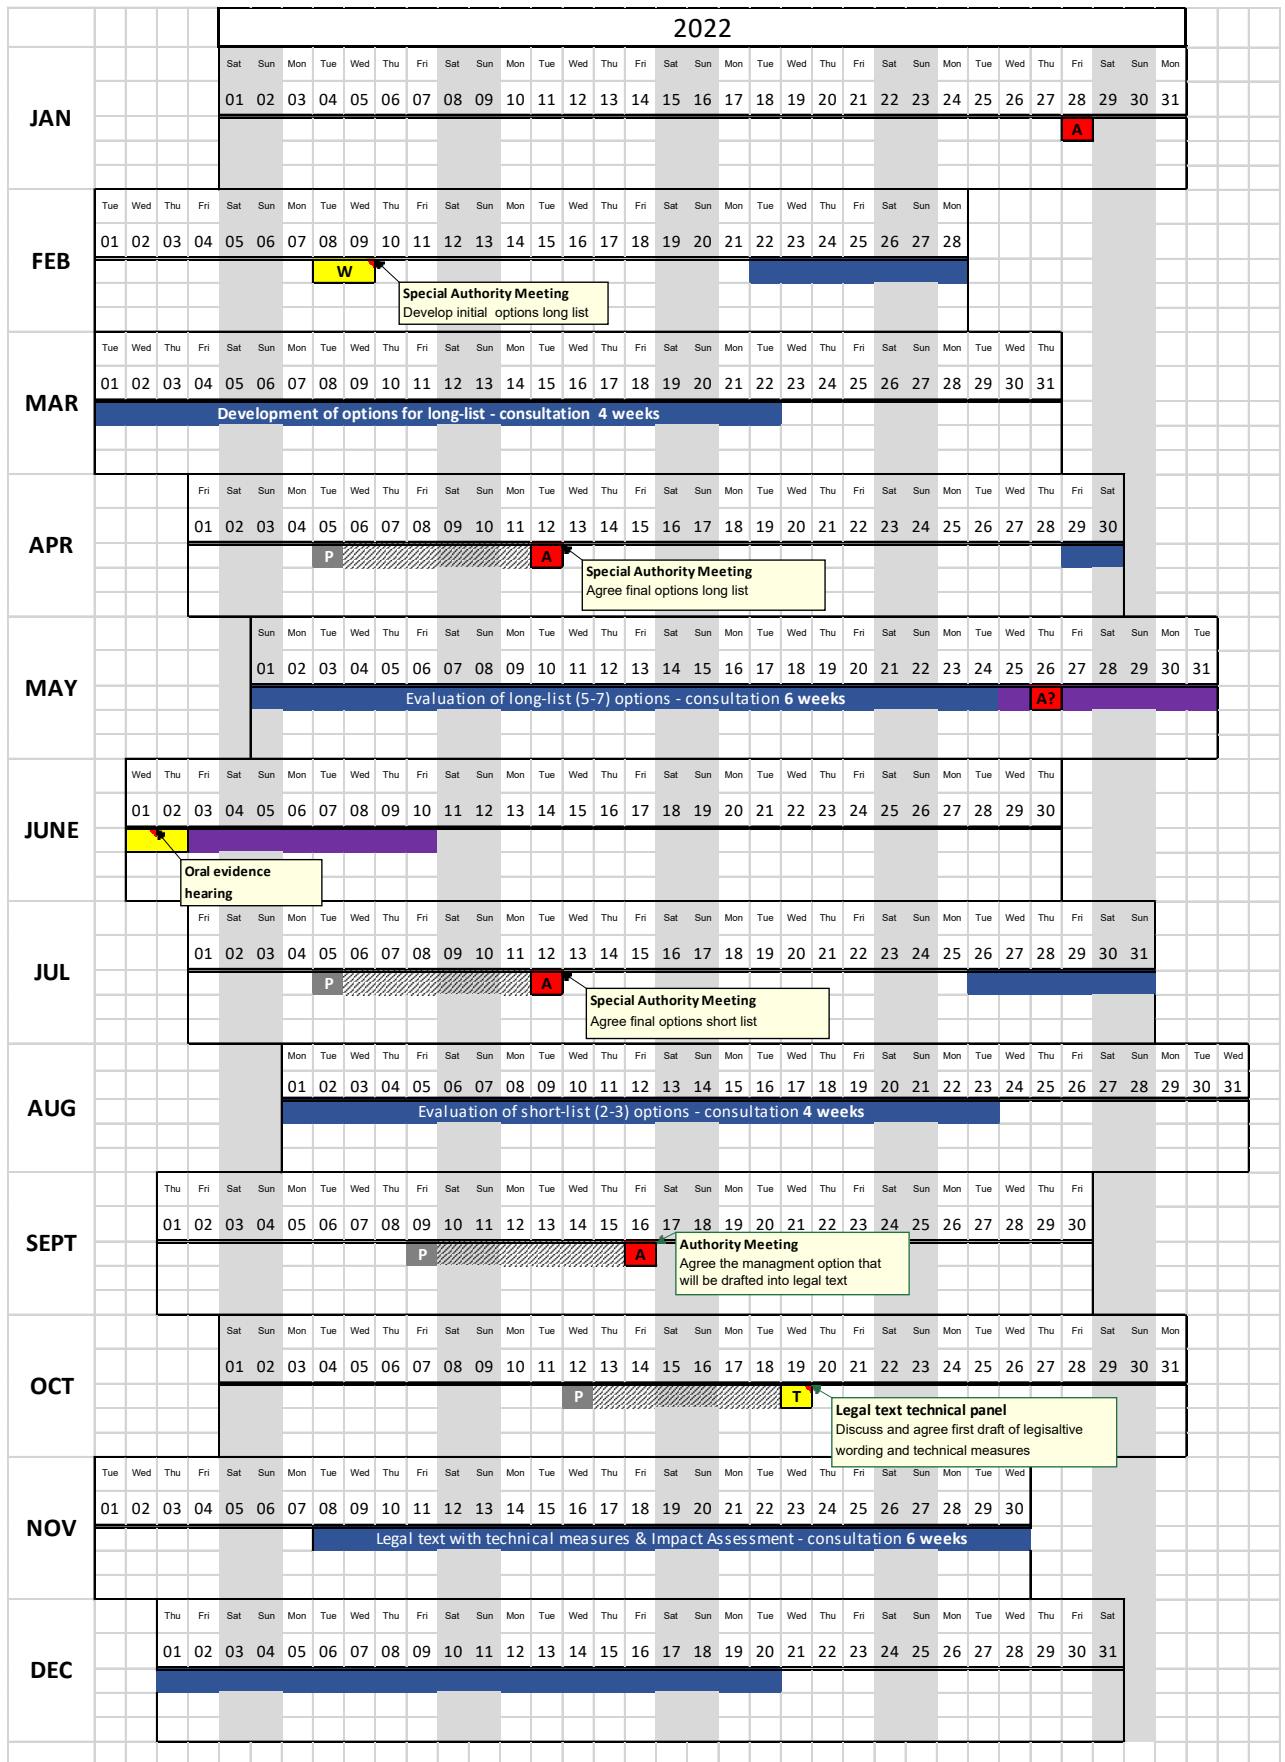 2022
JAN
Sat Sun Mon Tue Wed Thu Fri Sat Sun Mon Tue Wed Thu Fri Sat Sun Mon Tue Wed Thu Fri Sat Sun Mon Tue Wed Thu Fri Sat Sun Mon
01 02 03 04 05 06 07 08 09 10 11 12 13 14 15 16 17 18 19 20 21 22 23 24 25 26 27 28 29 30 31
A
FEB
Tue Wed Thu Fri Sat Sun Mon Tue Wed Thu Fri Sat Sun Mon Tue Wed Thu Fri Sat Sun Mon Tue Wed Thu Fri Sat Sun Mon
01 02 03 04 05 06 07 08 09 10 11 12 13 14 15 16 17 18 19 20 21 22 23 24 25 26 27 28
W
Special Authority Meeting
Develop initial options long list
MAR
Tue Wed Thu Fri Sat Sun Mon Tue Wed Thu Fri Sat Sun Mon Tue Wed Thu Fri Sat Sun Mon Tue Wed Thu Fri Sat Sun Mon Tue Wed Thu
01 02 03 04 05 06 07 08 09 10 11 12 13 14 15 16 17 18 19 20 21 22 23 24 25 26 27 28 29 30 31
Development of options for long-list - consultation 4 weeks
APR
Fri Sat Sun Mon Tue Wed Thu Fri Sat Sun Mon Tue Wed Thu Fri Sat Sun Mon Tue Wed Thu Fri Sat Sun Mon Tue Wed Thu Fri Sat
01 02 03 04 05 06 07 08 09 10 11 12 13 14 15 16 17 18 19 20 21 22 23 24 25 26 27 28 29 30
P A
Special Authority Meeting
Agree final options long list
MAY
Sun Mon Tue Wed Thu Fri Sat Sun Mon Tue Wed Thu Fri Sat Sun Mon Tue Wed Thu Fri Sat Sun Mon Tue Wed Thu Fri Sat Sun Mon Tue
01 02 03 04 05 06 07 08 09 10 11 12 13 14 15 16 17 18 19 20 21 22 23 24 25 26 27 28 29 30 31
Evaluation of long-list (5-7) options - consultation 6 weeks A?
JUNE
Wed Thu Fri Sat Sun Mon Tue Wed Thu Fri Sat Sun Mon Tue Wed Thu Fri Sat Sun Mon Tue Wed Thu Fri Sat Sun Mon Tue Wed Thu
01 02 03 04 05 06 07 08 09 10 11 12 13 14 15 16 17 18 19 20 21 22 23 24 25 26 27 28 29 30
Oral evidence
hearing
JUL
Fri Sat Sun Mon Tue Wed Thu Fri Sat Sun Mon Tue Wed Thu Fri Sat Sun Mon Tue Wed Thu Fri Sat Sun Mon Tue Wed Thu Fri Sat Sun
01 02 03 04 05 06 07 08 09 10 11 12 13 14 15 16 17 18 19 20 21 22 23 24 25 26 27 28 29 30 31
P A
Special Authority Meeting
Agree final options short list
AUG
Mon Tue Wed Thu Fri Sat Sun Mon Tue Wed Thu Fri Sat Sun Mon Tue Wed Thu Fri Sat Sun Mon Tue Wed Thu Fri Sat Sun Mon Tue Wed
01 02 03 04 05 06 07 08 09 10 11 12 13 14 15 16 17 18 19 20 21 22 23 24 25 26 27 28 29 30 31
Evaluation of short-list (2-3) options - consultation 4 weeks
SEPT
Thu Fri Sat Sun Mon Tue Wed Thu Fri Sat Sun Mon Tue Wed Thu Fri Sat Sun Mon Tue Wed Thu Fri Sat Sun Mon Tue Wed Thu Fri
01 02 03 04 05 06 07 08 09 10 11 12 13 14 15 16 17 18 19 20 21 22 23 24 25 26 27 28 29 30
P A
Authority Meeting
Agree the managment option that
will be drafted into legal text
OCT
Sat Sun Mon Tue Wed Thu Fri Sat Sun Mon Tue Wed Thu Fri Sat Sun Mon Tue Wed Thu Fri Sat Sun Mon Tue Wed Thu Fri Sat Sun Mon
01 02 03 04 05 06 07 08 09 10 11 12 13 14 15 16 17 18 19 20 21 22 23 24 25 26 27 28 29 30 31
P T
Legal text technical panel
Discuss and agree first draft of legisaltive
wording and technical measures
NOV
Tue Wed Thu Fri Sat Sun Mon Tue Wed Thu Fri Sat Sun Mon Tue Wed Thu Fri Sat Sun Mon Tue Wed Thu Fri Sat Sun Mon Tue Wed
01 02 03 04 05 06 07 08 09 10 11 12 13 14 15 16 17 18 19 20 21 22 23 24 25 26 27 28 29 30
Legal text with technical measures & Impact Assessment - consultation 6 weeks
DEC
Thu Fri Sat Sun Mon Tue Wed Thu Fri Sat Sun Mon Tue Wed Thu Fri Sat Sun Mon Tue Wed Thu Fri Sat Sun Mon Tue Wed Thu Fri Sat
01 02 03 04 05 06 07 08 09 10 11 12 13 14 15 16 17 18 19 20 21 22 23 24 25 26 27 28 29 30 31